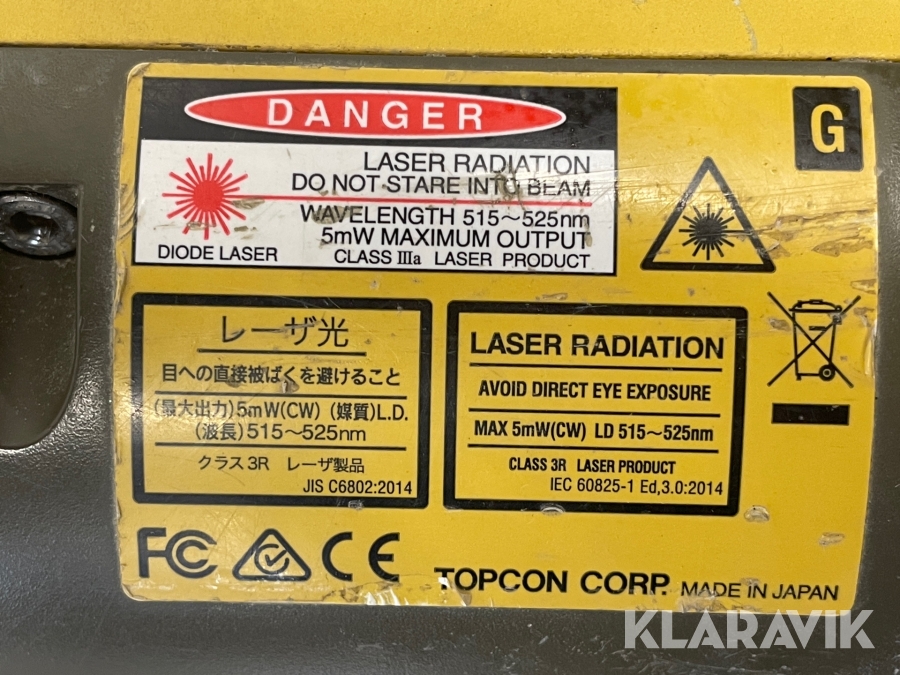 DANGER
G
LASER RADIATION
DO NOT STARE INTO BEAM
WAVELENGTH 515～525nm
5mW MAXIMUM OUTPUT
DIODE LASER
CLASS IIIa LASER PRODUCT
レーザ光
目への直接被ばくを避けること
(最大出力)5mW(CW) (媒質)L.D.
(波長)515～525nm
クラス3R レーザ製品
JIS C6802:2014
LASER RADIATION
AVOID DIRECT EYE EXPOSURE
MAX 5mW(CW) LD 515～525nm
CLASS 3R LASER PRODUCT
IEC 60825-1 Ed,3.0:2014
FC CE
TOPCON CORP. MADE IN JAPAN
KLARAVIK